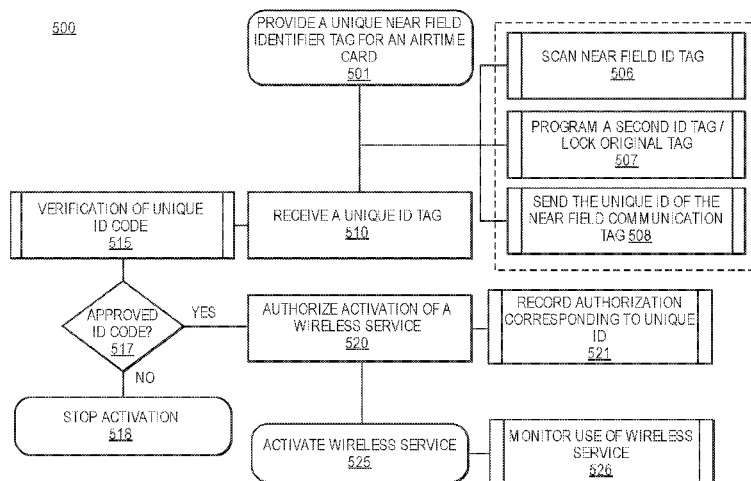 500
PROVIDE A UNIQUE NEAR FIELD
IDENTIFIER TAG FOR AN AIRTIME
CARD
501
SCAN NEAR FIELD ID TAG
506
PROGRAM A SECOND ID TAG /
LOCK ORIGINAL TAG
507
SEND THE UNIQUE ID OF THE
NEAR FIELD COMMUNICATION
TAG 508
VERIFICATION OF UNIQUE
ID CODE
515
RECEIVE A UNIQUE ID TAG
510
APPROVED
ID CODE?
517
YES
NO
AUTHORIZE ACTIVATION OF A
WIRELESS SERVICE
520
RECORD AUTHORIZATION
CORRESPONDING TO UNIQUE
ID
521
STOP ACTIVATION
518
ACTIVATE WIRELESS SERVICE
525
MONITOR USE OF WIRELESS
SERVICE
526